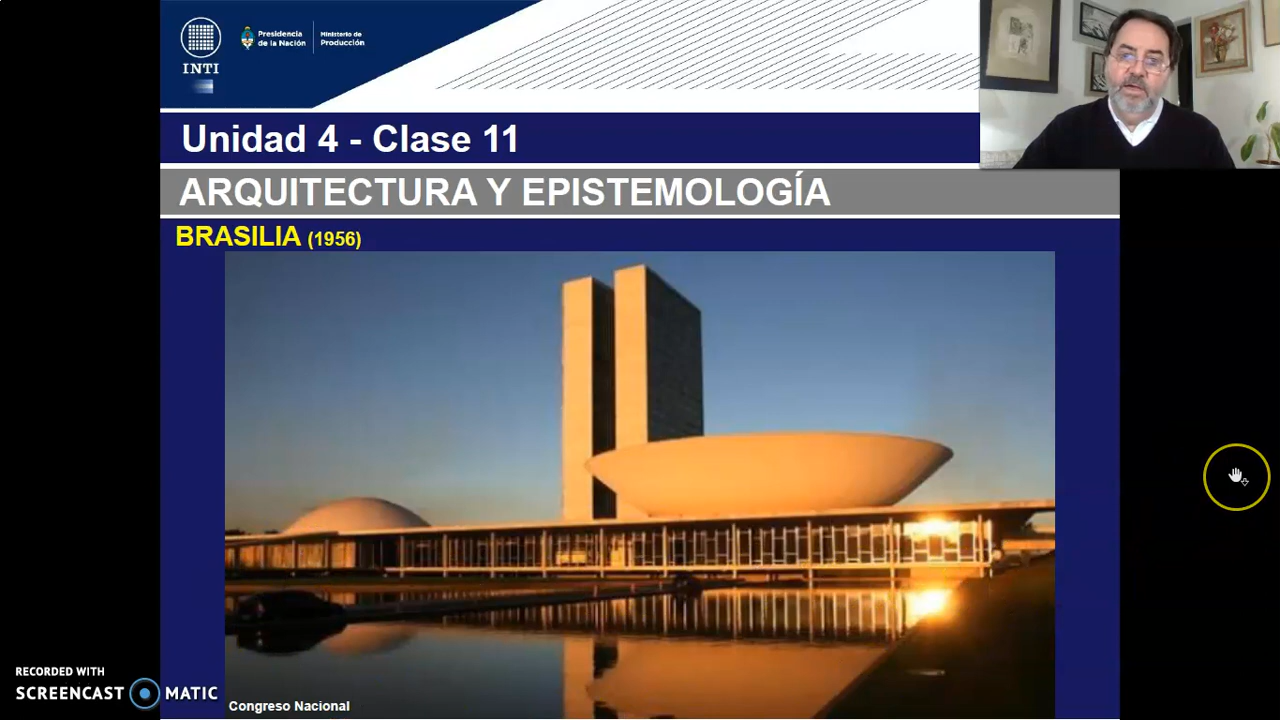 INTI
Presidencia
de la Nación
Ministerio de
Producción
Unidad 4 - Clase 11
ARQUITECTURA Y EPISTEMOLOGÍA
BRASILIA (1956)
Congreso Nacional
RECORDED WITH
SCREENCAST MATIC